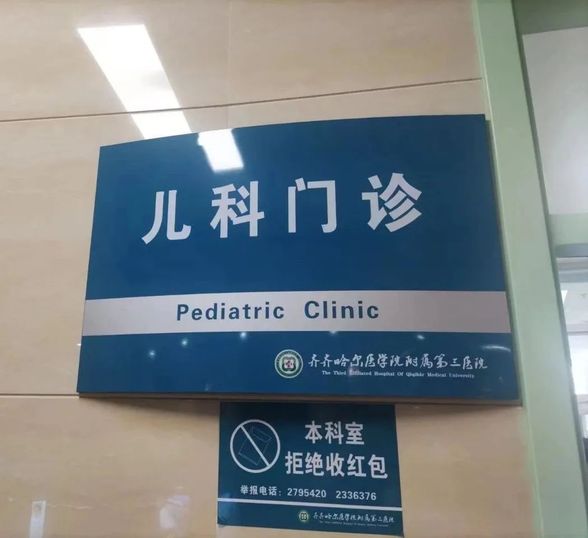 儿科门诊
Pediatric Clinic
齐齐哈尔医学院附属第三医院
The Third Affiliated Hospital Of Qiqihar Medical University
本科室
拒绝收红包
举报电话：2795420 2336376
齐齐哈尔医学院附属第三医院